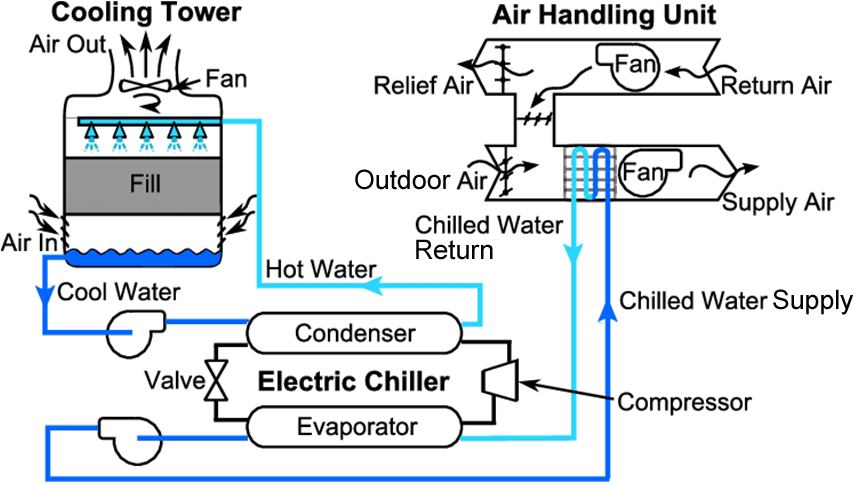 Cooling Tower
Air Handling Unit
Air Out
Fan
Fan
Relief Air
Return Air
Fill
Outdoor Air
Fan
Supply Air
Chilled Water
Return
Air In
Hot Water
Cool Water
Chilled Water Supply
Condenser
Valve
Electric Chiller
Compressor
Evaporator